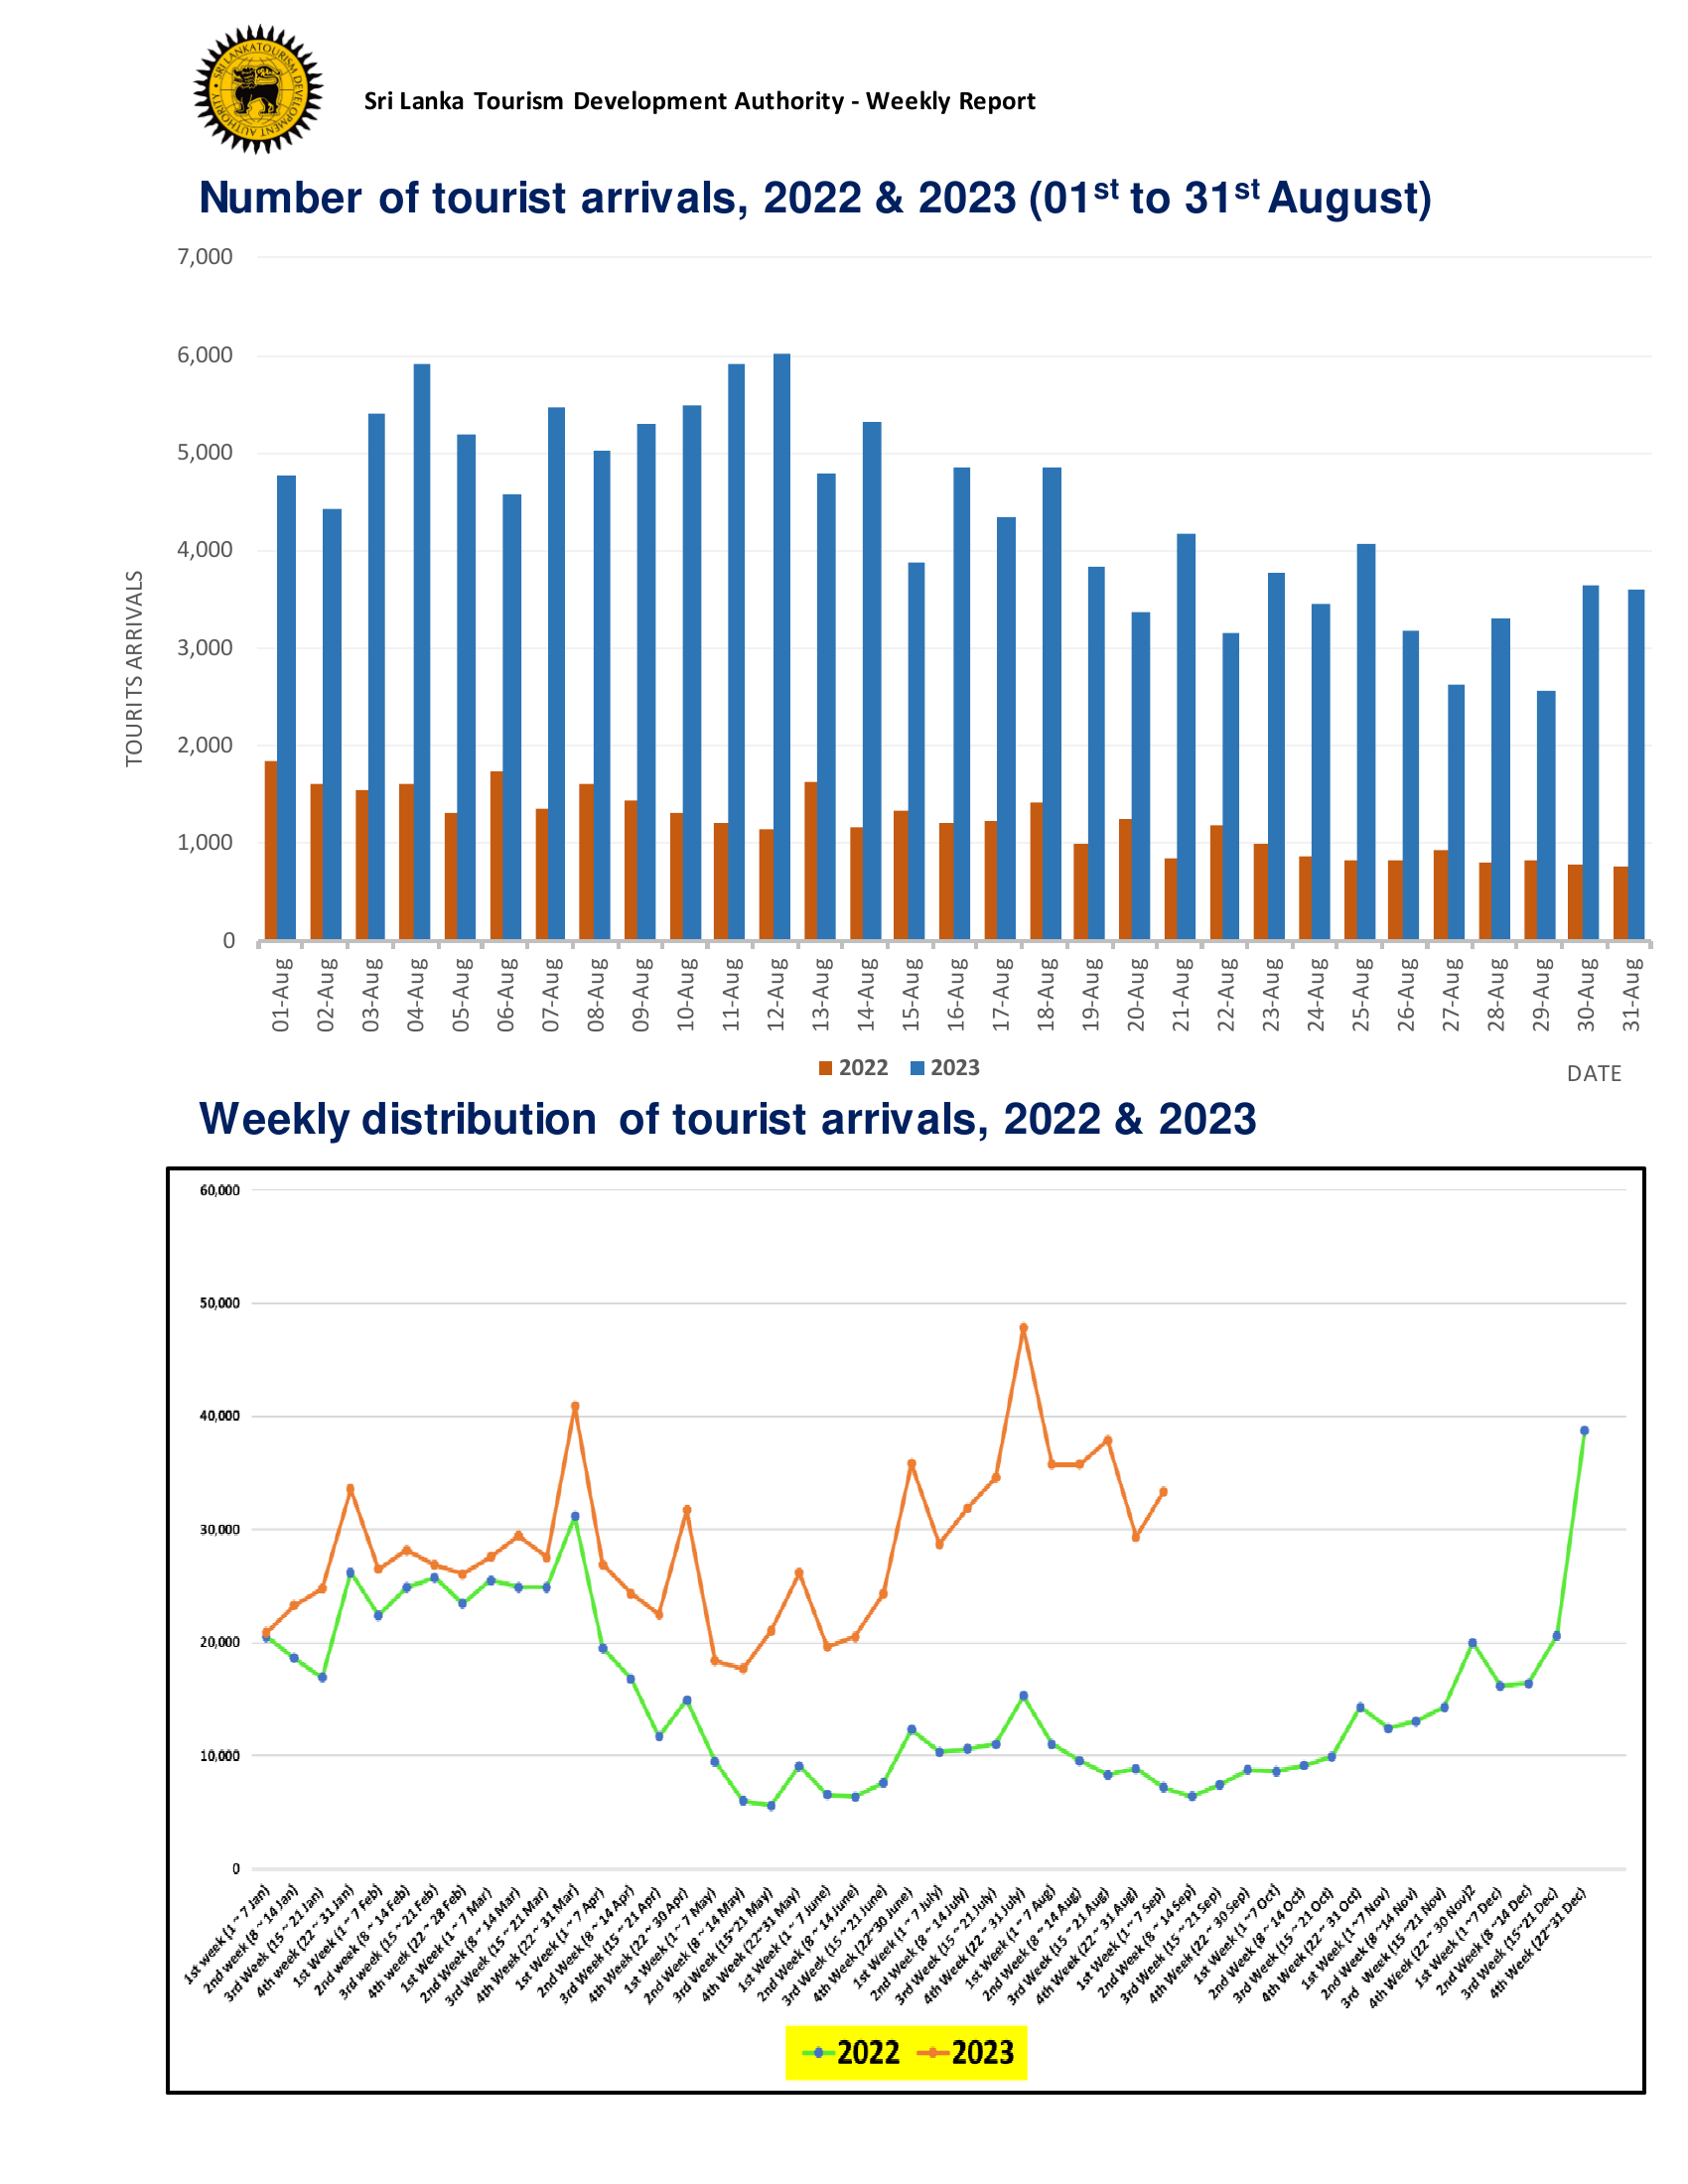 SRI LANKA TOURISM DEVELOPMENT AUTHORITY
Sri Lanka Tourism Development Authority - Weekly Report
Number of tourist arrivals, 2022 & 2023 (01st to 31st August)
7,000
6,000
5,000
4,000
3,000
2,000
1,000
0
TOURITS ARRIVALS
01-Aug
02-Aug
03-Aug
04-Aug
05-Aug
06-Aug
07-Aug
08-Aug
09-Aug
10-Aug
11-Aug
12-Aug
13-Aug
14-Aug
15-Aug
16-Aug
17-Aug
18-Aug
19-Aug
20-Aug
21-Aug
22-Aug
23-Aug
24-Aug
25-Aug
26-Aug
27-Aug
28-Aug
29-Aug
30-Aug
31-Aug
2022 2023
DATE
Weekly distribution of tourist arrivals, 2022 & 2023
60,000
50,000
40,000
30,000
20,000
10,000
0
1st week (1 ~ 7 Jan)
2nd week (8 ~ 14 Jan)
3rd Week (15 ~ 21 Jan)
4th week (22 ~ 31 Jan)
1st Week (1 ~ 7 Feb)
2nd week (8 ~ 14 Feb)
3rd week (15 ~ 21 Feb)
4th week (22 ~ 28 Feb)
1st Week (1 ~ 7 Mar)
2nd Week (8 ~ 14 Mar)
3rd Week (15 ~ 21 Mar)
4th Week (22 ~ 31 Mar)
1st Week (1 ~ 7 Apr)
2nd Week (8 ~ 14 Apr)
3rd Week (15 ~ 21 Apr)
4th Week (22 ~ 30 Apr)
1st Week (1 ~ 7 May)
2nd Week (8 ~ 14 May)
3rd Week (15~21 May)
4th Week (22~31 May)
1st Week (1 ~ 7 June)
2nd Week (8 ~ 14 June)
3rd Week (15 ~ 21 June)
4th Week (22~30 June)
1st Week (1 ~ 7 July)
2nd Week (8 ~ 14 July)
3rd Week (15 ~ 21 July)
4th Week (22 ~ 31 July)
1st Week (1 ~ 7 Aug)
2nd Week (8 ~ 14 Aug)
3rd Week (15 ~ 21 Aug)
4th Week (22 ~ 31 Aug)
1st Week (1 ~ 7 Sep)
2nd Week (8 ~ 14 Sep)
3rd Week (15 ~ 21 Sep)
4th Week (22 ~ 30 Sep)
1st Week (1 ~7 Oct)
2nd Week (8 ~ 14 Oct)
3rd Week (15 ~ 21 Oct)
4th Week (22 ~ 31 Oct)
1st Week (1 ~7 Nov)
2nd Week (8 ~14 Nov)
3rd Week (15 ~21 Nov)
4th Week (22 ~ 30 Nov)2
1st Week (1 ~7 Dec)
2nd Week (8 ~14 Dec)
3rd Week (15~21 Dec)
4th Week (22~31 Dec)
2022 2023